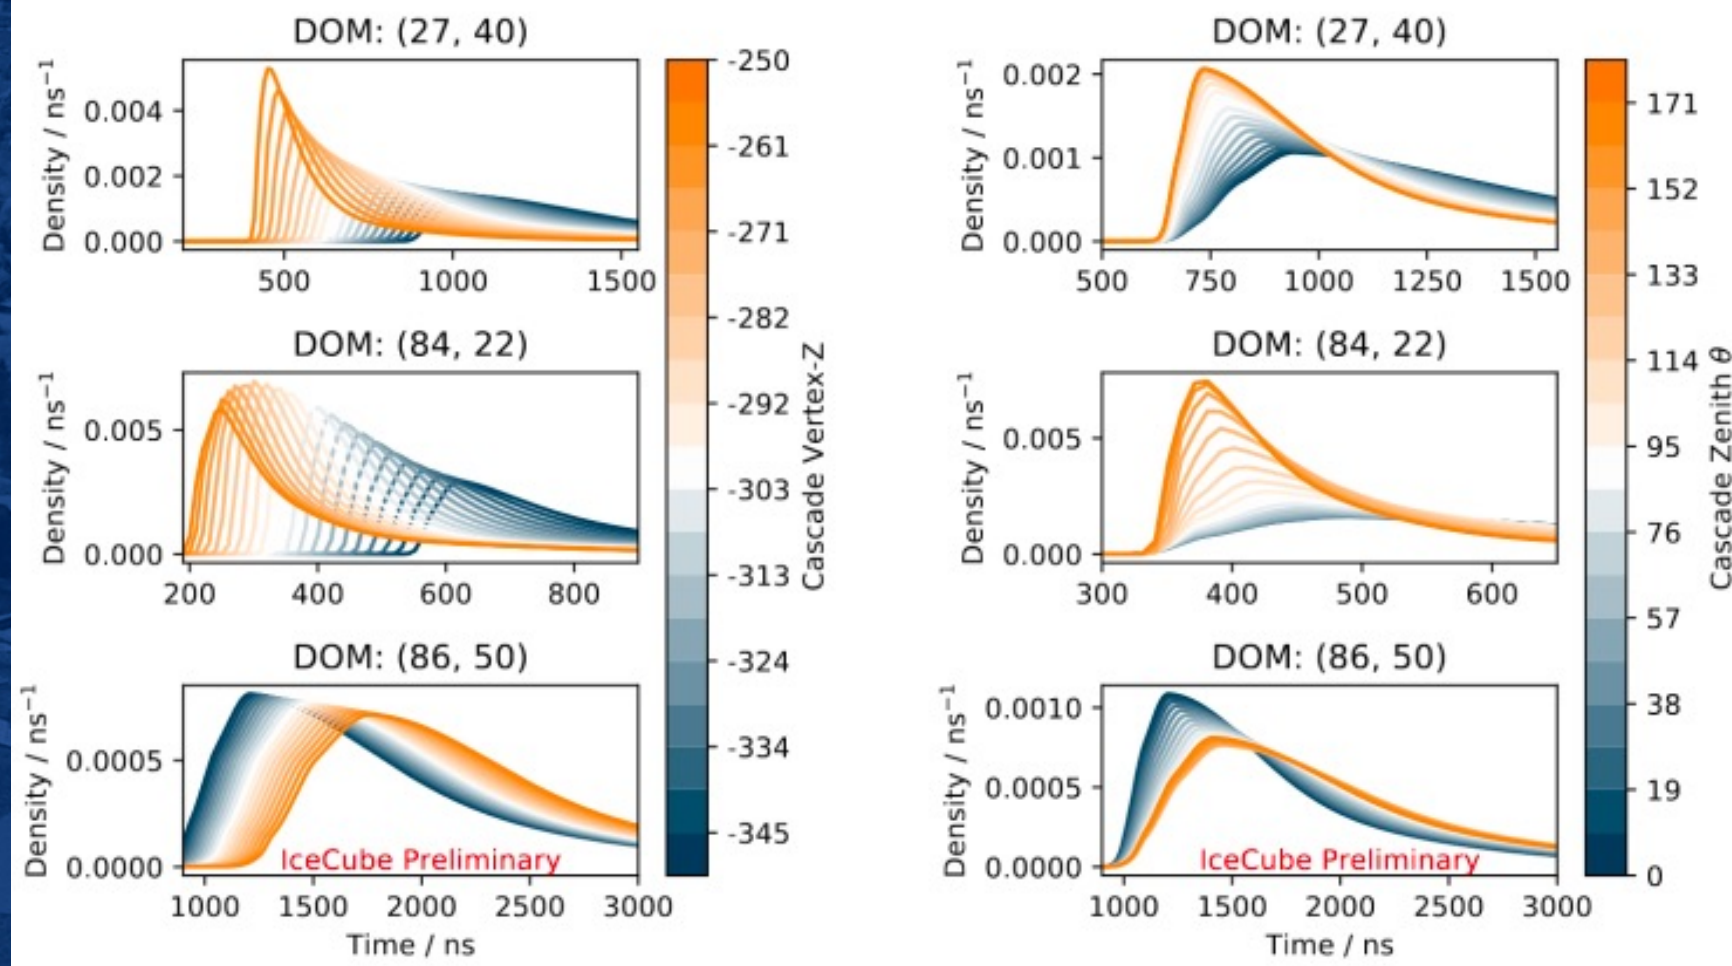 DOM: (27, 40)
Density / ns⁻¹
0.004
0.002
0.000
500 1000 1500
DOM: (84, 22)
Density / ns⁻¹
0.005
0.000
200 400 600 800
DOM: (86, 50)
Density / ns⁻¹
0.0005
0.0000
IceCube Preliminary
1000 1500 2000 2500 3000
Time / ns
-250
-261
-271
-282
-292
-303
-313
-324
-334
-345
Cascade Vertex-Z
DOM: (27, 40)
Density / ns⁻¹
0.002
0.001
0.000
500 750 1000 1250 1500
DOM: (84, 22)
Density / ns⁻¹
0.005
0.000
300 400 500 600
DOM: (86, 50)
Density / ns⁻¹
0.0010
0.0005
0.0000
IceCube Preliminary
1000 1500 2000 2500 3000
Time / ns
171
152
133
114
95
76
57
38
19
0
Cascade Zenith θ